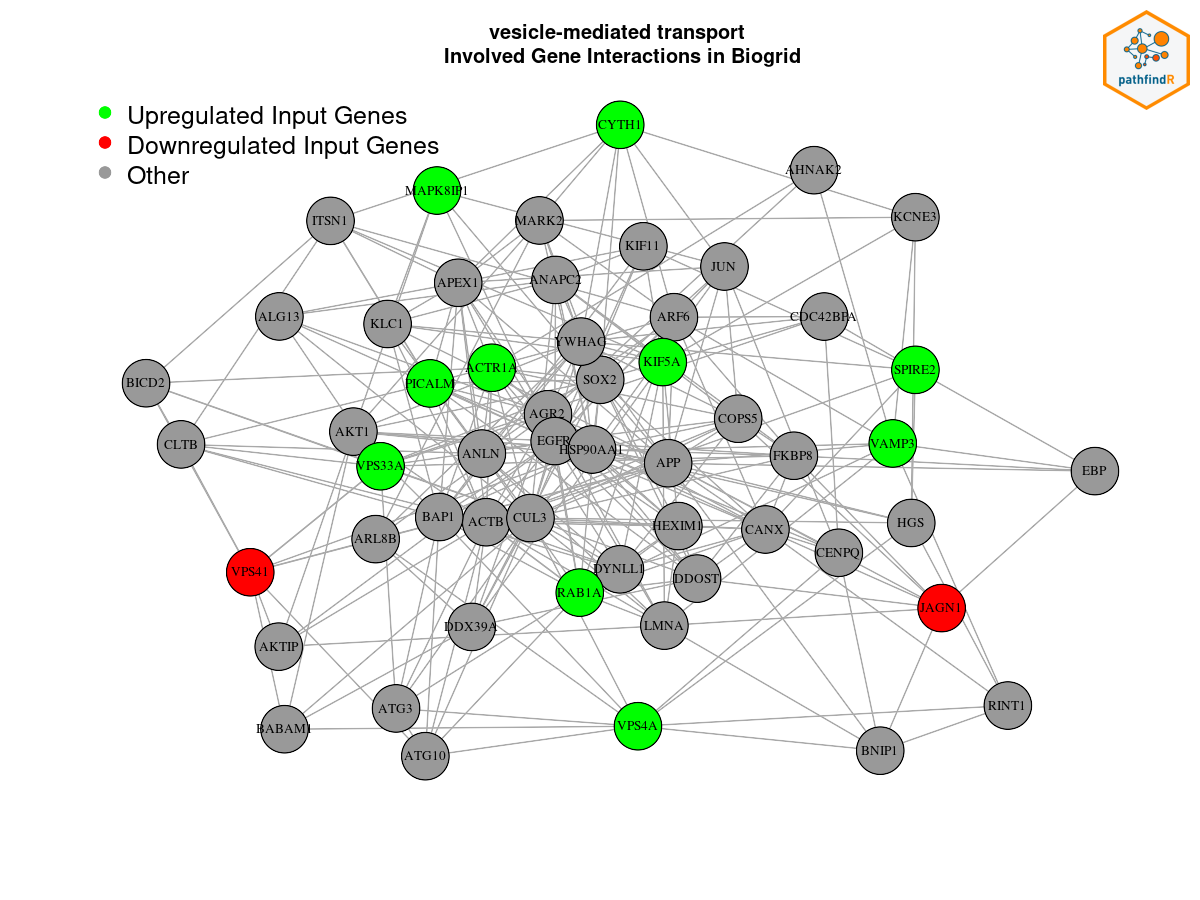 vesicle-mediated transport
Involved Gene Interactions in Biogrid
pathfindR
Upregulated Input Genes
Downregulated Input Genes
Other
CYTH1
AHNAK2
MAPK8IP1
ITSN1
MARK2
KCNE3
KIF11
JUN
APEX1
ANAPC2
ALG13
KLC1
ARF6
CDC42BPA
YWHAG
KIF5A
ACTR1A
SPIRE2
BICD2
PICALM
SOX2
AGR2
COPS5
AKT1
CLTB
EGFR
VAMP3
HSP90AA1
ANLN
FKBP8
VPS33A
APP
EBP
BAP1
ACTB
CUL3
HEXIM1
HGS
CANX
ARL8B
CENPQ
VPS41
DYNLL1
DDOST
RAB1A
JAGN1
DDX39A
LMNA
AKTIP
ATG3
RINT1
BABAM1
VPS4A
ATG10
BNIP1